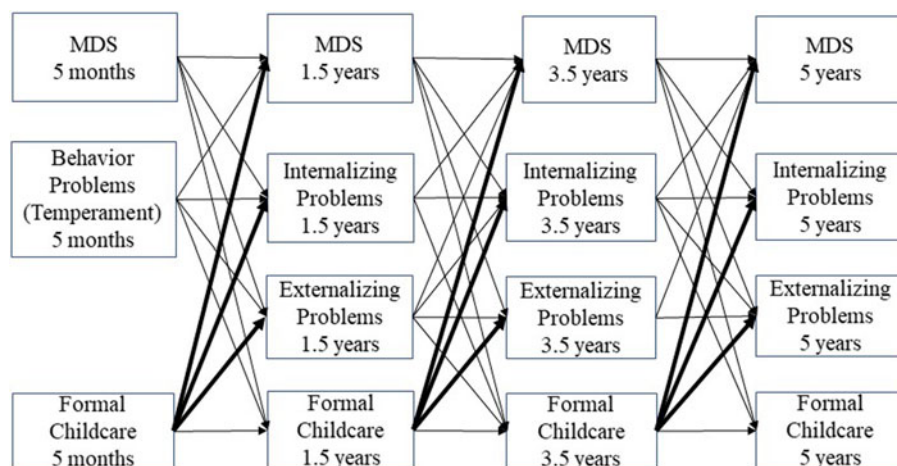 MDS
5 months
MDS
1.5 years
MDS
3.5 years
MDS
5 years
Behavior
Problems
(Temperament)
5 months
Internalizing
Problems
1.5 years
Internalizing
Problems
3.5 years
Internalizing
Problems
5 years
Externalizing
Problems
1.5 years
Externalizing
Problems
3.5 years
Externalizing
Problems
5 years
Formal
Childcare
5 months
Formal
Childcare
1.5 years
Formal
Childcare
3.5 years
Formal
Childcare
5 years